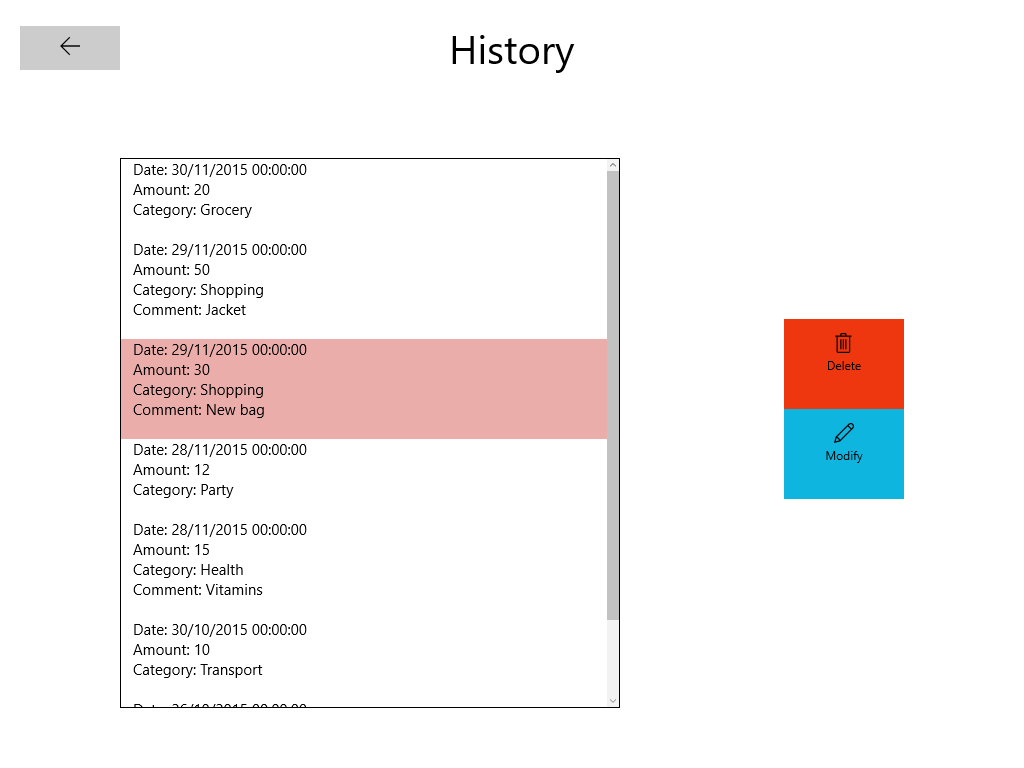 History
Date: 30/11/2015 00:00:00
Amount: 20
Category: Grocery
Date: 29/11/2015 00:00:00
Amount: 50
Category: Shopping
Comment: Jacket
Date: 29/11/2015 00:00:00
Amount: 30
Category: Shopping
Comment: New bag
Date: 28/11/2015 00:00:00
Amount: 12
Category: Party
Date: 28/11/2015 00:00:00
Amount: 15
Category: Health
Comment: Vitamins
Date: 30/10/2015 00:00:00
Amount: 10
Category: Transport
Delete
Modify